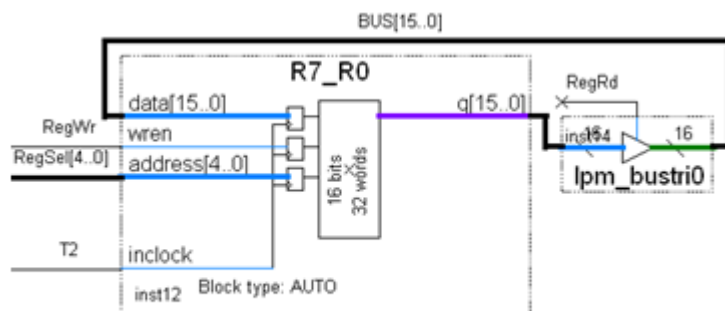 BUS[15..0]
R7_R0
RegRd
data[15..0]
q[15..0]
RegWr
wren
inst14
16
16
RegSel[4..0]
address[4..0]
lpm_bustri0
16 bits
32 words
T2
inclock
Block type: AUTO
inst12